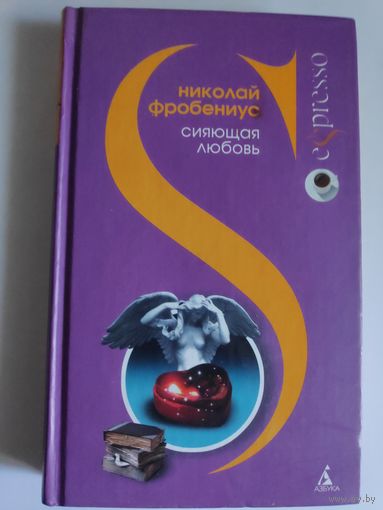 николай
фробениус
сияющая
любовь
espresso
S
АЗБУКА